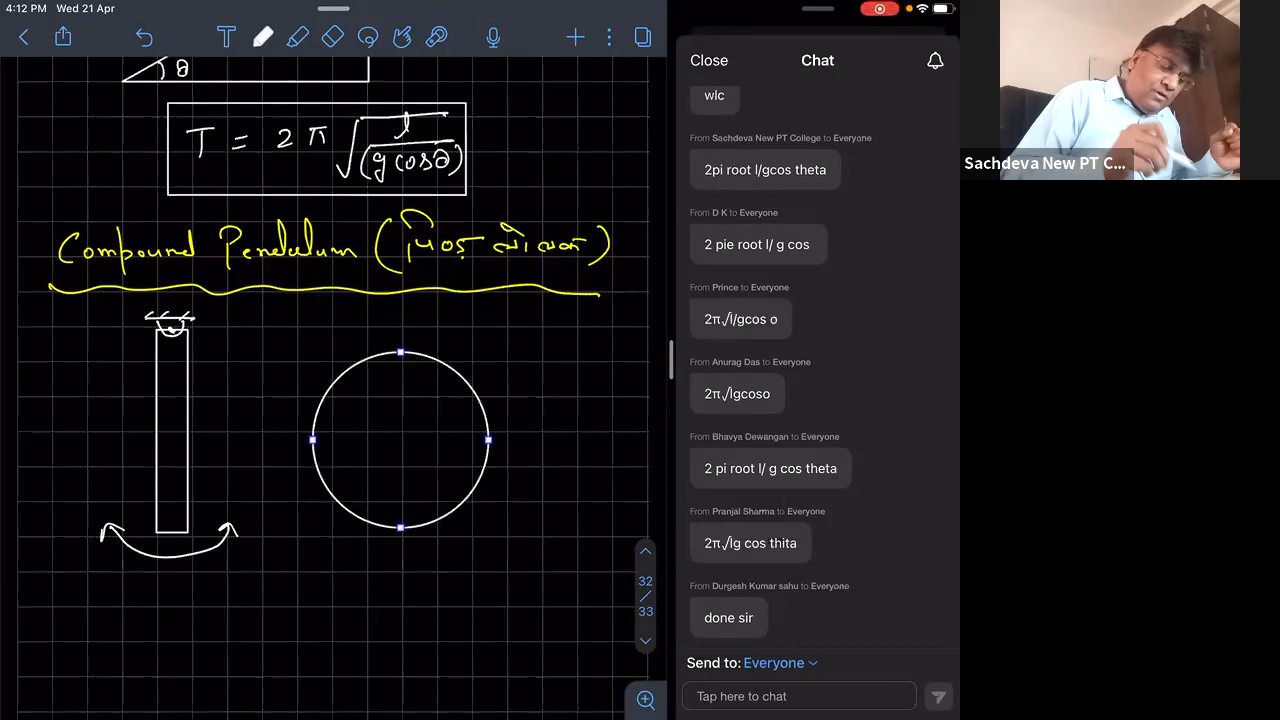 4:12 PM Wed 21 Apr
θ
T = 2 π √(l/(g cosθ))
Compound Pendulum (पिण्ड लोलक)
32
/
33
Close
Chat
wlc
From Sachdeva New PT College to Everyone
2pi root l/gcos theta
From D K to Everyone
2 pie root l/ g cos
From Prince to Everyone
2π√l/gcos o
From Anurag Das to Everyone
2π√lgcoso
From Bhavya Dewangan to Everyone
2 pi root l/ g cos theta
From Pranjal Sharma to Everyone
2π√lg cos thita
From Durgesh Kumar sahu to Everyone
done sir
Send to: Everyone
Tap here to chat
Sachdeva New PT C...